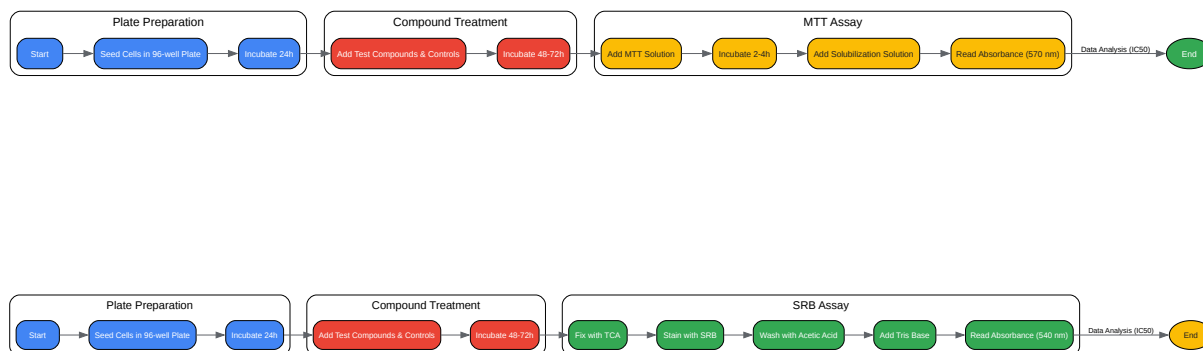 Plate Preparation
Compound Treatment
MTT Assay
Start
Seed Cells in 96-well Plate
Incubate 24h
Add Test Compounds & Controls
Incubate 48-72h
Add MTT Solution
Incubate 2-4h
Add Solubilization Solution
Read Absorbance (570 nm)
Data Analysis (IC50)
End
Plate Preparation
Compound Treatment
SRB Assay
Start
Seed Cells in 96-well Plate
Incubate 24h
Add Test Compounds & Controls
Incubate 48-72h
Fix with TCA
Stain with SRB
Wash with Acetic Acid
Add Tris Base
Read Absorbance (540 nm)
Data Analysis (IC50)
End